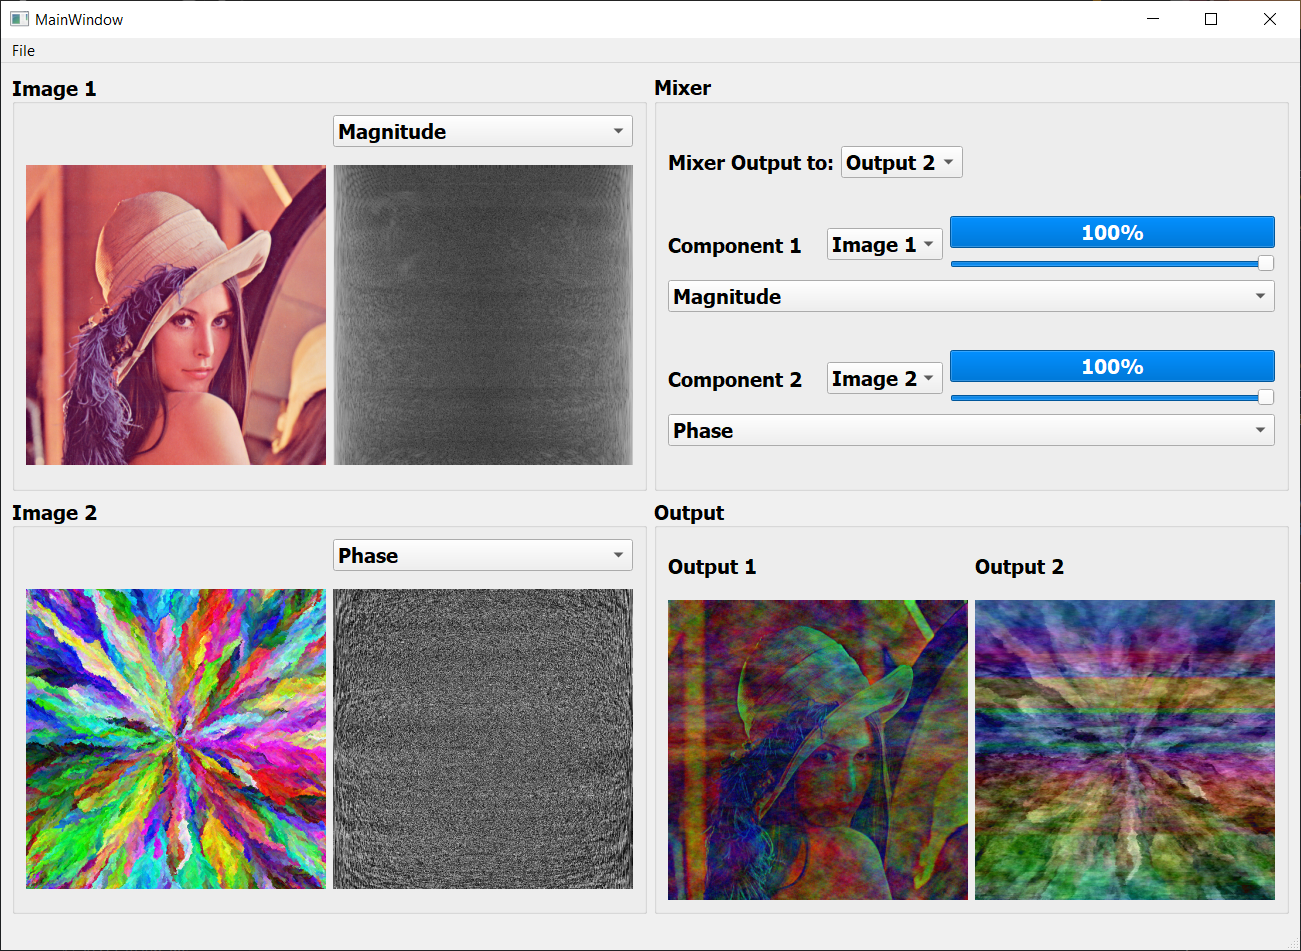 MainWindow
File
Image 1
Magnitude
Mixer
Mixer Output to: Output 2
Component 1 Image 1 100%
Magnitude
Component 2 Image 2 100%
Phase
Image 2
Phase
Output
Output 1 Output 2